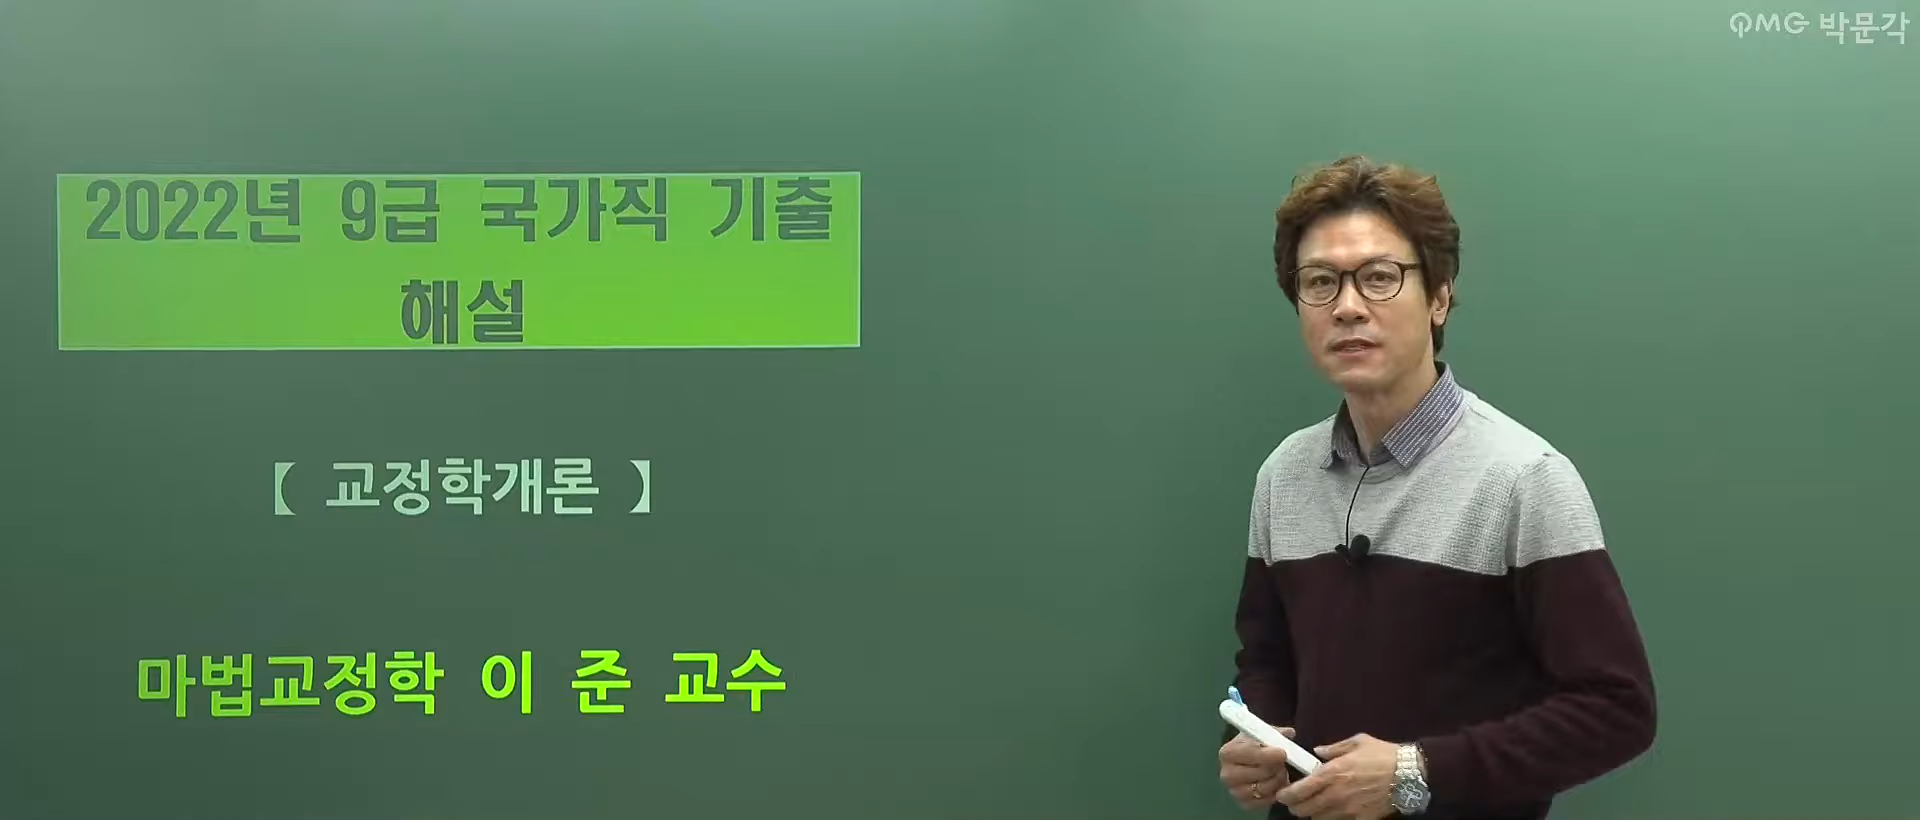 PMG 박문각
2022년 9급 국가직 기출
해설
【 교정학개론 】
마법교정학 이 준 교수